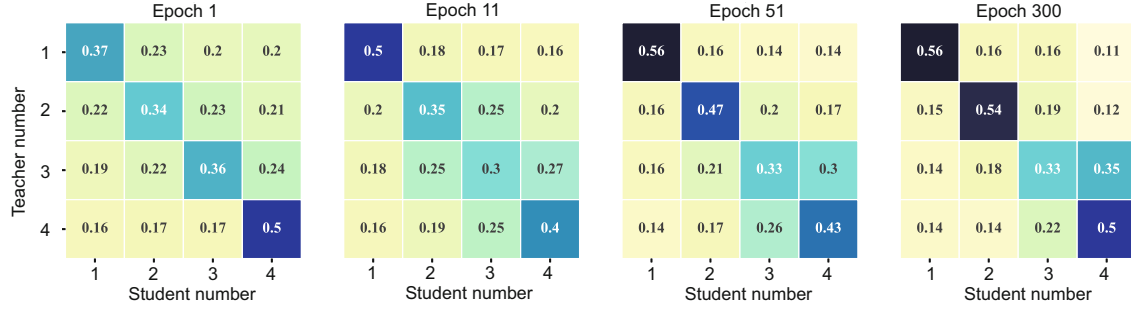 Epoch 1 Epoch 11 Epoch 51 Epoch 300
Teacher number
1 0.37 0.23 0.2 0.2 0.5 0.18 0.17 0.16 0.56 0.16 0.14 0.14 0.56 0.16 0.16 0.11
2 0.22 0.34 0.23 0.21 0.2 0.35 0.25 0.2 0.16 0.47 0.2 0.17 0.15 0.54 0.19 0.12
3 0.19 0.22 0.36 0.24 0.18 0.25 0.3 0.27 0.16 0.21 0.33 0.3 0.14 0.18 0.33 0.35
4 0.16 0.17 0.17 0.5 0.16 0.19 0.25 0.4 0.14 0.17 0.26 0.43 0.14 0.14 0.22 0.5
1 2 3 4 1 2 3 4 1 2 3 4 1 2 3 4
Student number Student number Student number Student number